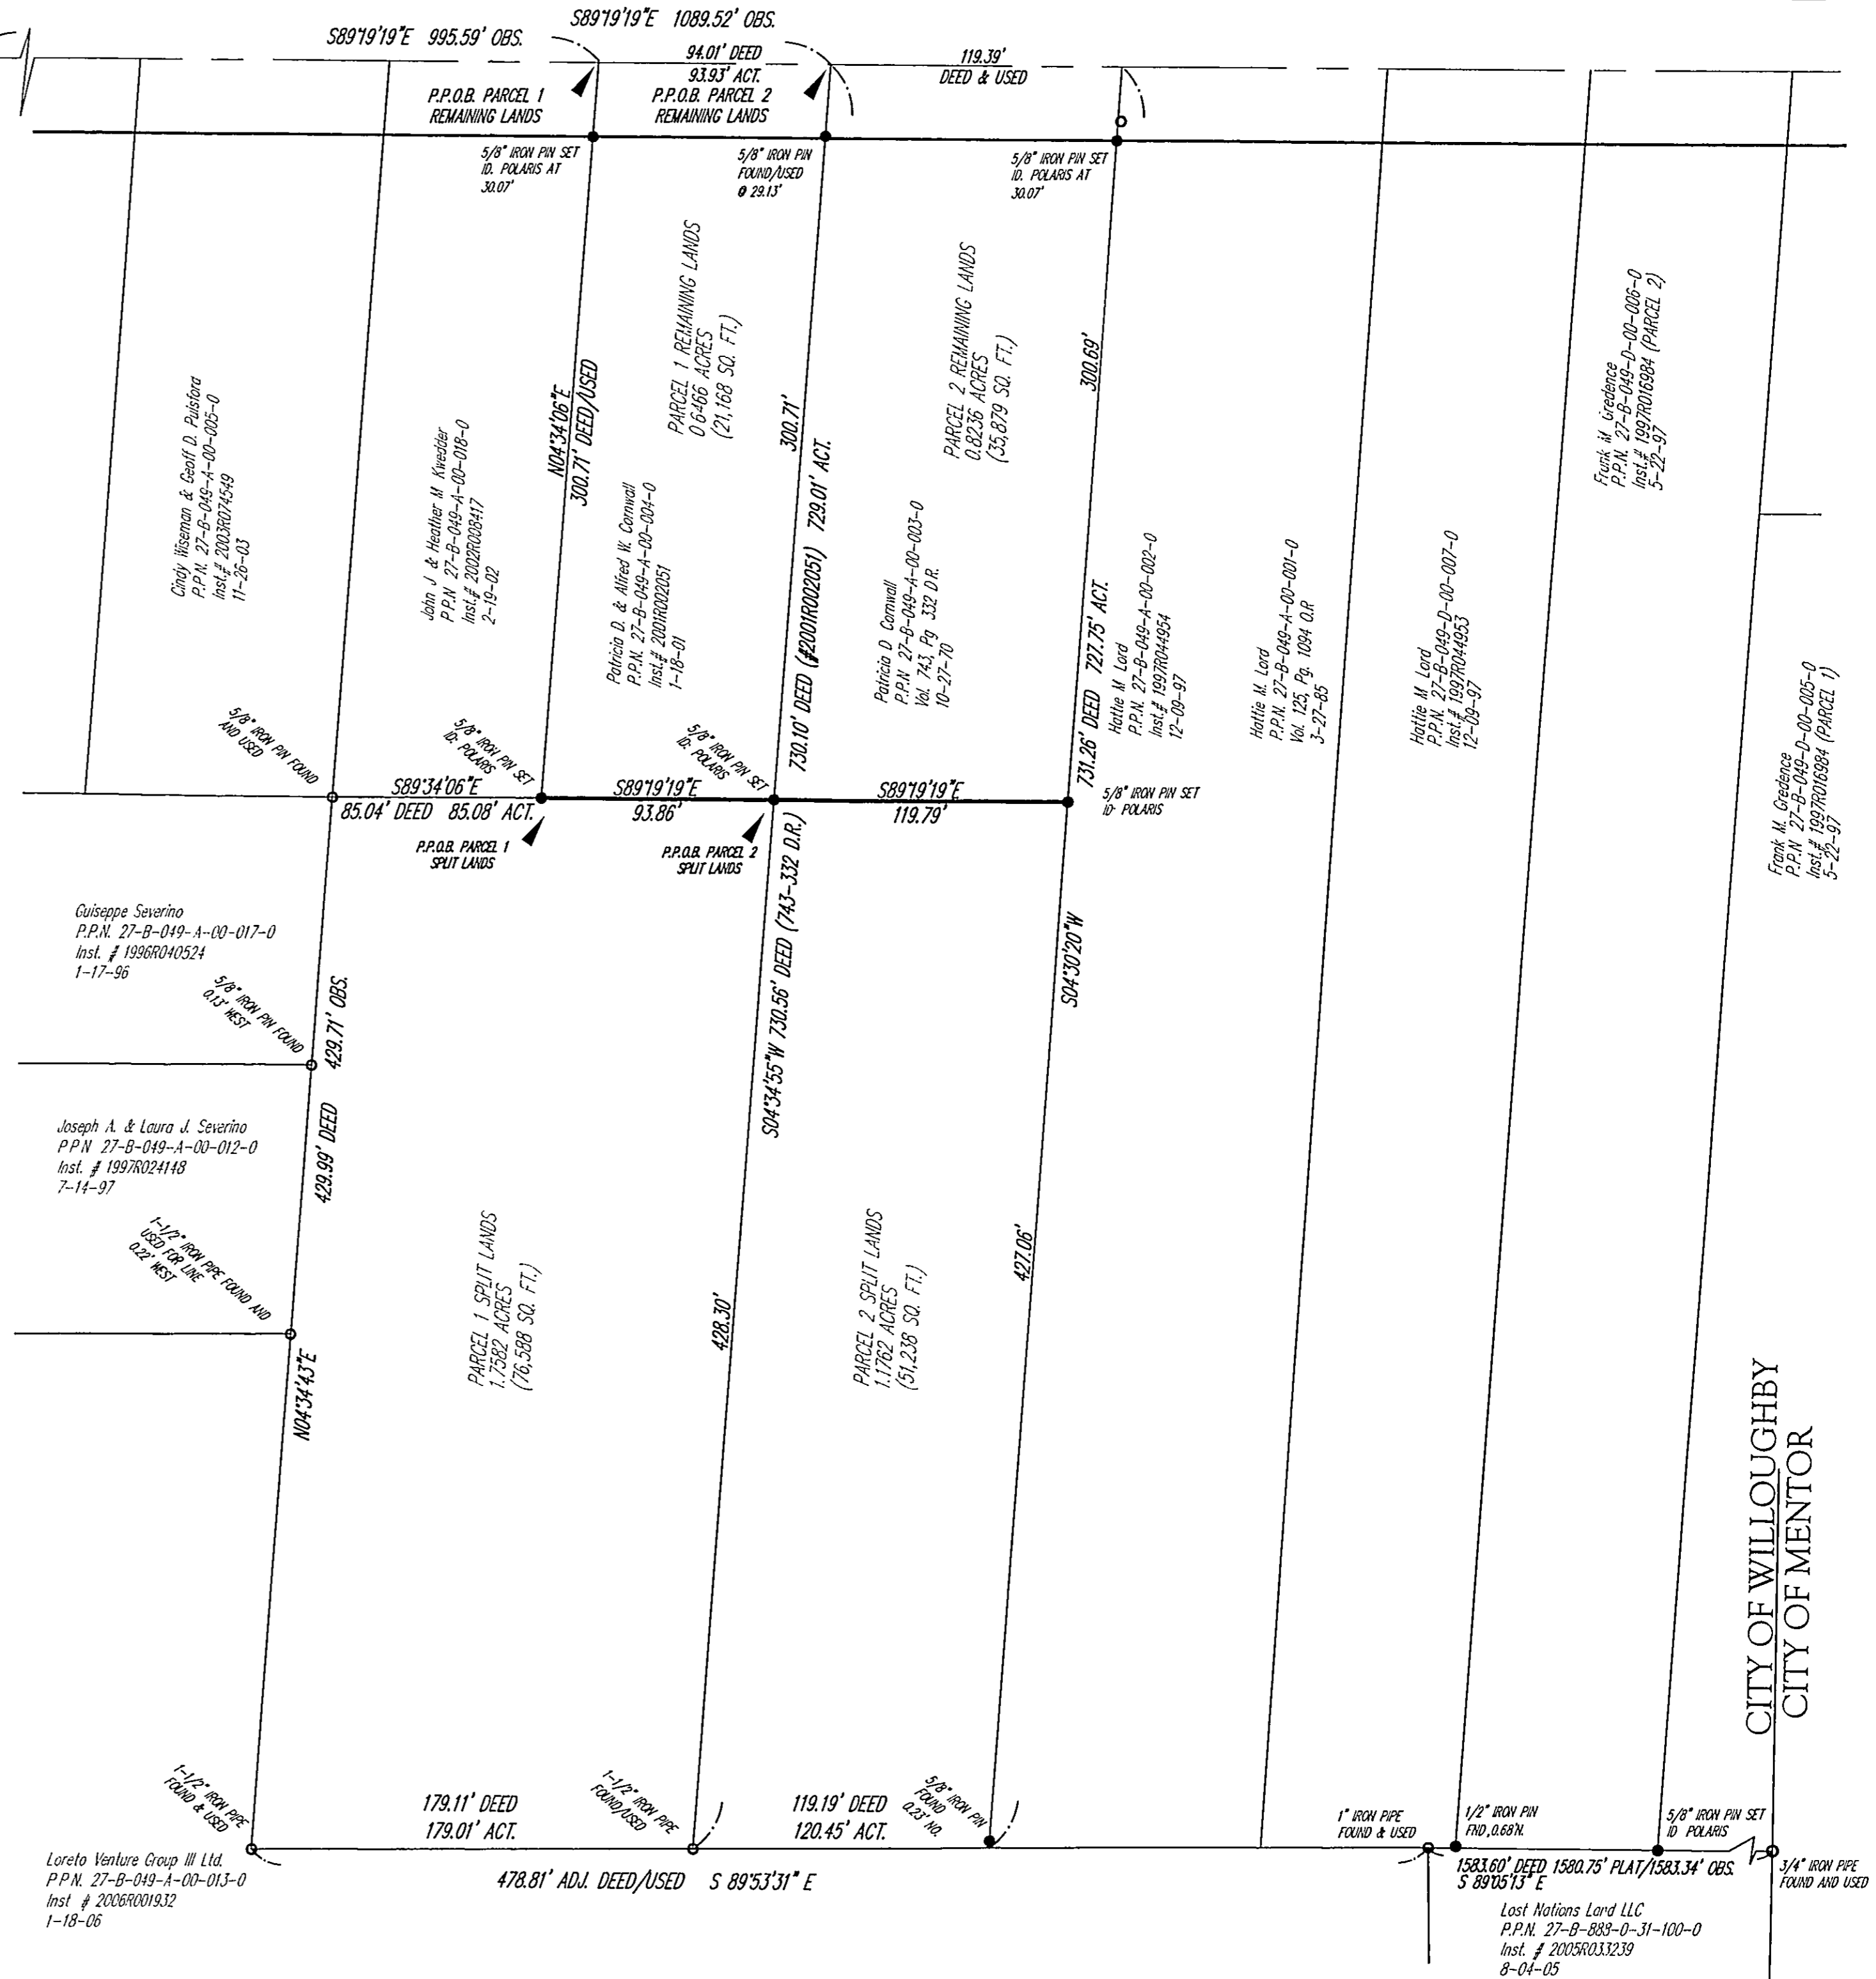 S89°19'19"E 1089.52' OBS.
S89°19'19"E 995.59' OBS.
94.01' DEED
93.93' ACT.
119.39'
DEED & USED
P.P.O.B. PARCEL 1
REMAINING LANDS
P.P.O.B. PARCEL 2
REMAINING LANDS
5/8" IRON PIN SET
ID. POLARIS AT
30.07'
5/8" IRON PIN
FOUND/USED
@ 29.13'
5/8" IRON PIN SET
ID. POLARIS AT
30.07'
Cindy Wiseman & Geoff D. Pulsford
P.P.N. 27-B-049-A-00-005-0
Inst.# 2003R074549
11-26-03
John J & Heather M Kwedder
P.P.N 27-B-049-A-00-018-0
Inst.# 2002R008417
2-19-02
N04°34'06"E
300.71' DEED/USED
PARCEL 1 REMAINING LANDS
0.6466 ACRES
(21,168 SQ. FT.)
Patricia D. & Alfred W. Cornwall
P.P.N. 27-B-049-A-00-004-0
Inst.# 2001R002051
1-18-01
300.71'
730.10' DEED (#2001R002051) 729.01' ACT.
PARCEL 2 REMAINING LANDS
0.8236 ACRES
(35,879 SQ. FT.)
Patricia D Cornwall
P.P.N 27-B-049-A-00-003-0
Vol. 743, Pg 332 D.R.
10-27-70
300.69'
731.26' DEED 727.75' ACT.
Hattie M Lord
P.P.N. 27-B-049-A-00-002-0
Inst.# 1997R044954
12-09-97
Hattie M. Lord
P.P.N. 27-B-049-A-00-001-0
Vol. 125, Pg. 1094 O.R
3-27-85
Hattie M. Lord
P.P.N. 27-B-049-D-00-007-0
Inst.# 1997R044953
12-09-97
Frank M Gredence
P.P.N. 27-B-049-D-00-006-0
Inst.# 1997R016984 (PARCEL 2)
5-22-97
Frank M. Gredence
P.P.N 27-B-049-D-00-005-0
Inst.# 1997R016984 (PARCEL 1)
5-22-97
5/8" IRON PIN FOUND
AND USED
5/8" IRON PIN SET
ID: POLARIS
5/8" IRON PIN SET
ID: POLARIS
5/8" IRON PIN SET
ID: POLARIS
S89°34'06"E
85.04' DEED 85.08' ACT.
S89°19'19"E
93.86'
S89°19'19"E
119.79'
P.P.O.B. PARCEL 1
SPLIT LANDS
P.P.O.B. PARCEL 2
SPLIT LANDS
Guiseppe Severino
P.P.N. 27-B-049-A-00-017-0
Inst. # 1996R040524
1-17-96
5/8" IRON PIN FOUND
0.13' WEST
429.99' DEED 429.71' OBS.
Joseph A. & Laura J. Severino
P.P.N 27-B-049-A-00-012-0
Inst. # 1997R024148
7-14-97
1-1/2" IRON PIPE FOUND AND
USED FOR LINE
0.22' WEST
N04°34'43"E
S04°34'55"W 730.56' DEED (743-332 D.R.)
S04°30'20"W
PARCEL 1 SPLIT LANDS
1.7582 ACRES
(76,588 SQ. FT.)
428.30'
PARCEL 2 SPLIT LANDS
1.1762 ACRES
(51,238 SQ. FT.)
427.06'
CITY OF WILLOUGHBY
CITY OF MENTOR
1-1/2" IRON PIPE
FOUND & USED
179.11' DEED
179.01' ACT.
1-1/2" IRON PIPE
FOUND/USED
119.19' DEED
120.45' ACT.
5/8" IRON PIN
FOUND
0.23' NO.
1" IRON PIPE
FOUND & USED
1/2" IRON PIN
FND, 0.68'N.
5/8" IRON PIN SET
ID POLARIS
3/4" IRON PIPE
FOUND AND USED
478.81' ADJ. DEED/USED S 89°53'31" E
1583.60' DEED 1580.75' PLAT/1583.34' OBS.
S 89°05'13" E
Loreto Venture Group III Ltd.
P.P.N. 27-B-049-A-00-013-0
Inst # 2006R001932
1-18-06
Lost Nations Land LLC
P.P.N. 27-B-888-0-31-100-0
Inst. # 2005R033239
8-04-05